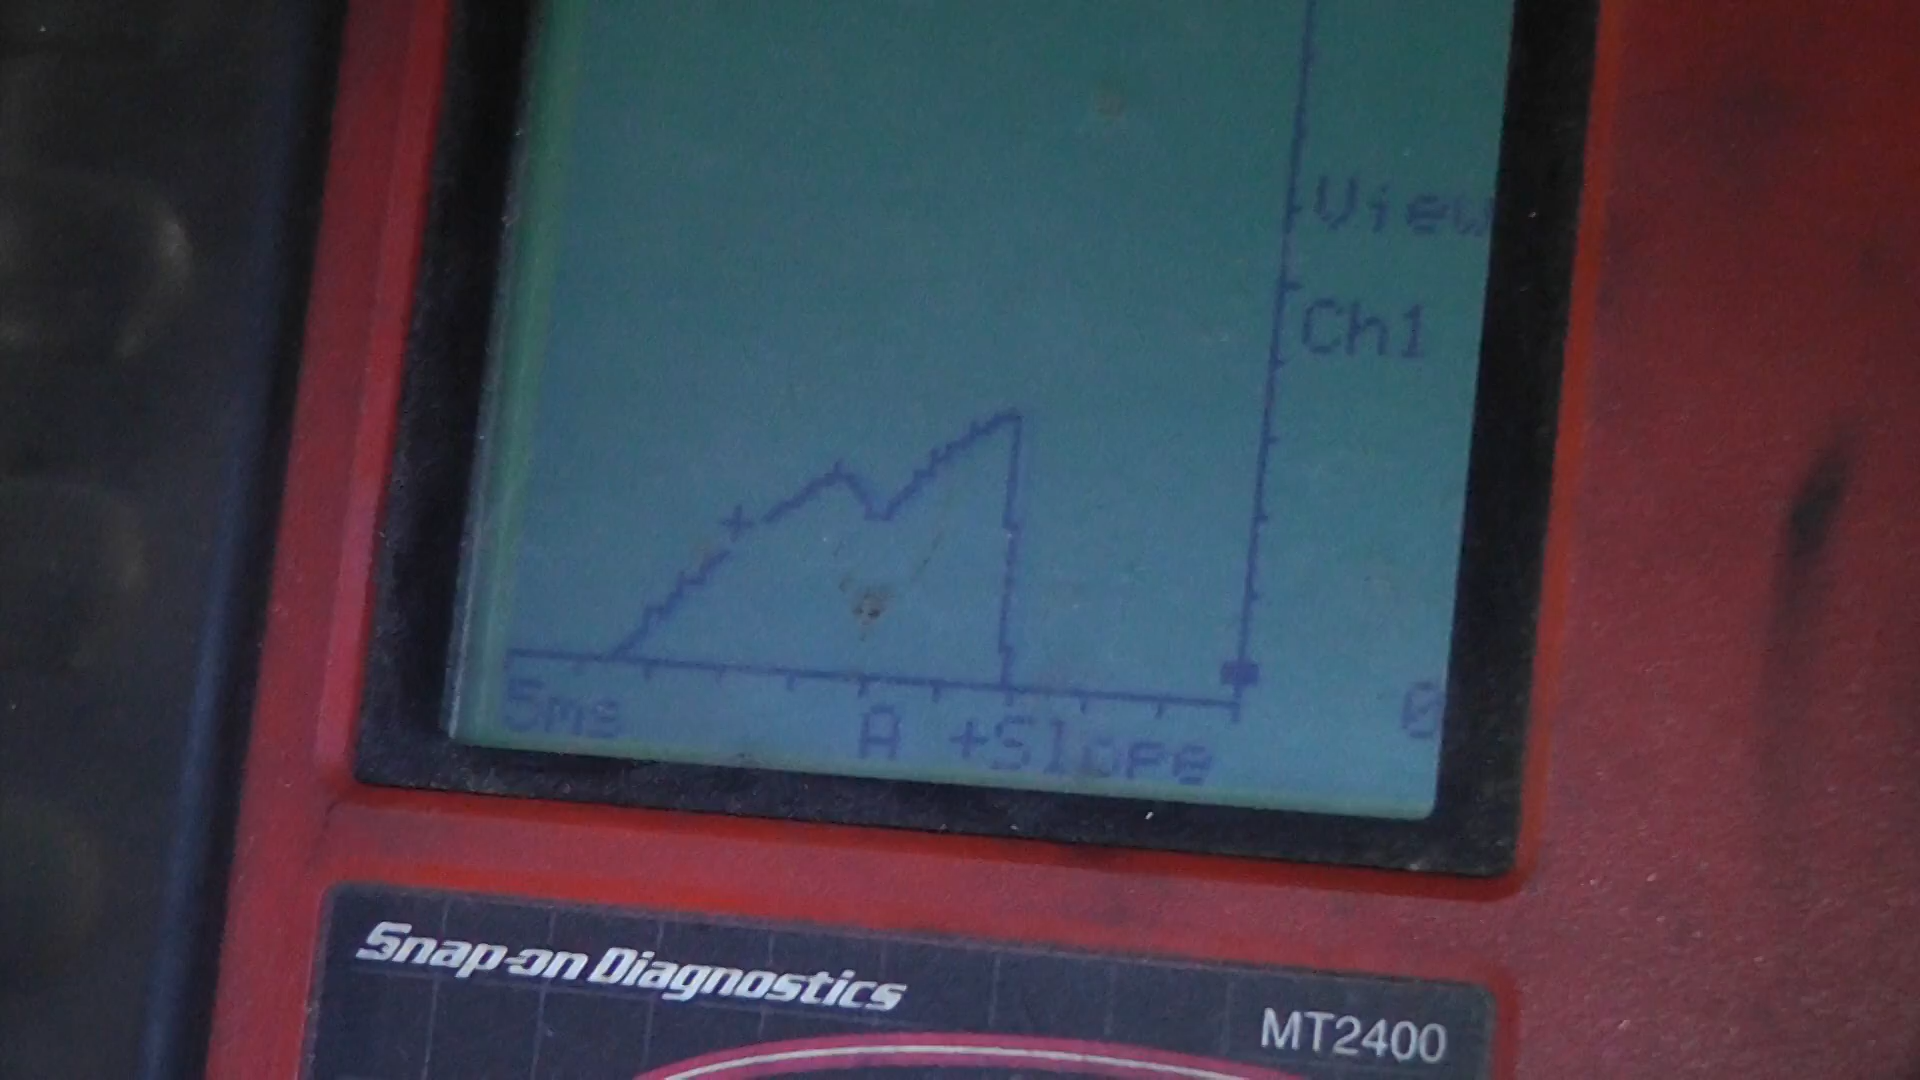 View
Ch1
5ms A +Slope 0
Snap-on Diagnostics
MT2400